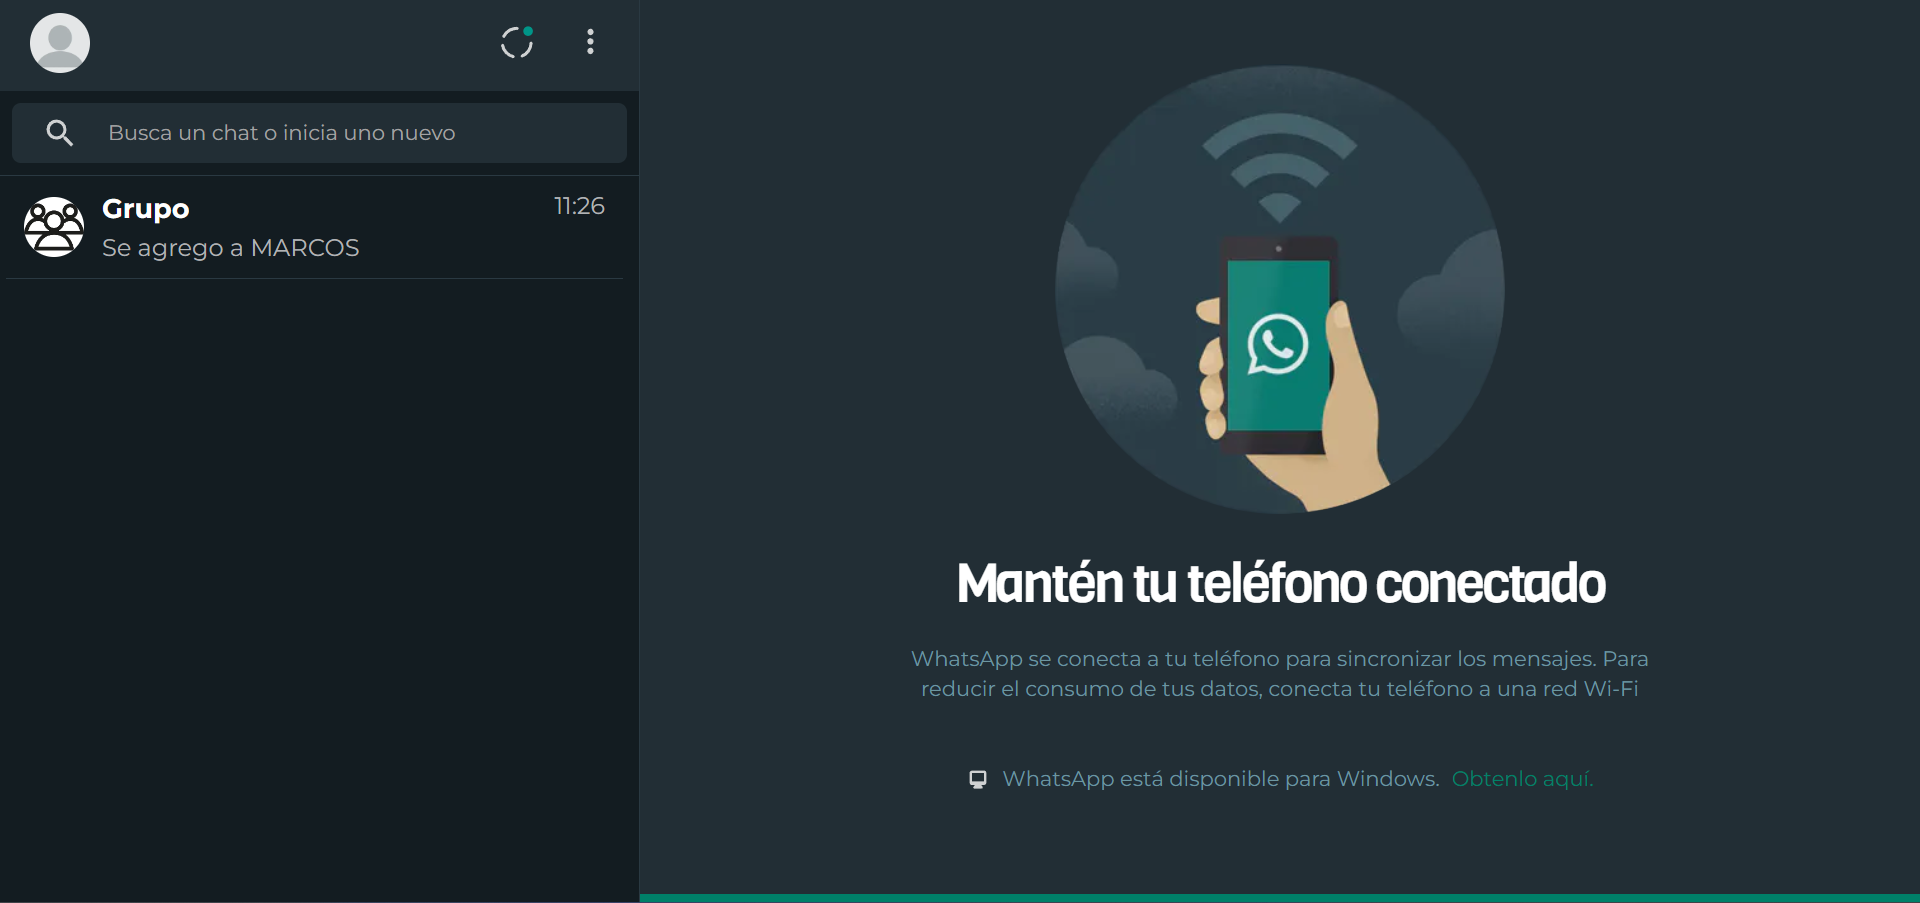 Busca un chat o inicia uno nuevo
Grupo
11:26
Se agrego a MARCOS
Mantén tu teléfono conectado
WhatsApp se conecta a tu teléfono para sincronizar los mensajes. Para
reducir el consumo de tus datos, conecta tu teléfono a una red Wi-Fi
WhatsApp está disponible para Windows. Obtenlo aquí.